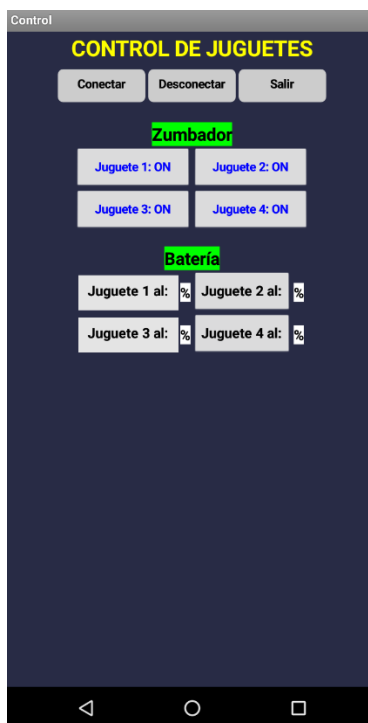 Control
CONTROL DE JUGUETES
Conectar Desconectar Salir
Zumbador
Juguete 1: ON Juguete 2: ON
Juguete 3: ON Juguete 4: ON
Batería
Juguete 1 al: % Juguete 2 al: %
Juguete 3 al: % Juguete 4 al: %